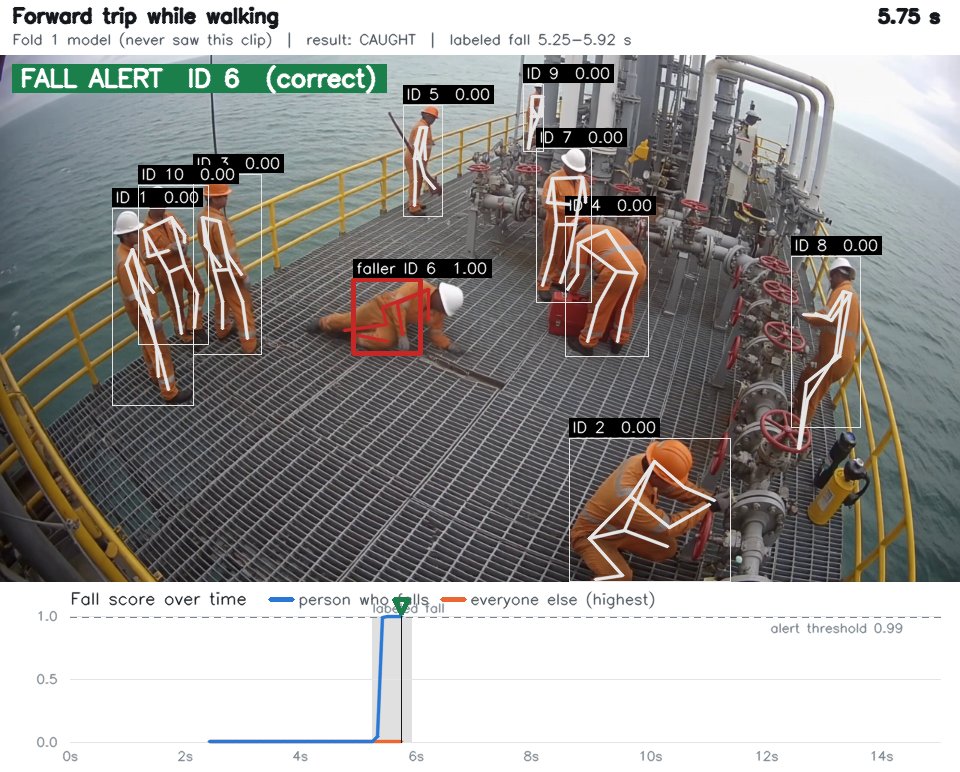 Forward trip while walking
5.75 s
Fold 1 model (never saw this clip) | result: CAUGHT | labeled fall 5.25–5.92 s
FALL ALERT ID 6 (correct)
ID 9 0.00
ID 5 0.00
ID 7 0.00
ID 3 0.00
ID 10 0.00
ID 1 0.00
ID 4 0.00
ID 8 0.00
faller ID 6 1.00
ID 2 0.00
Fall score over time
person who falls
everyone else (highest)
labeled fall
1.0
alert threshold 0.99
0.5
0.0
0s 2s 4s 6s 8s 10s 12s 14s